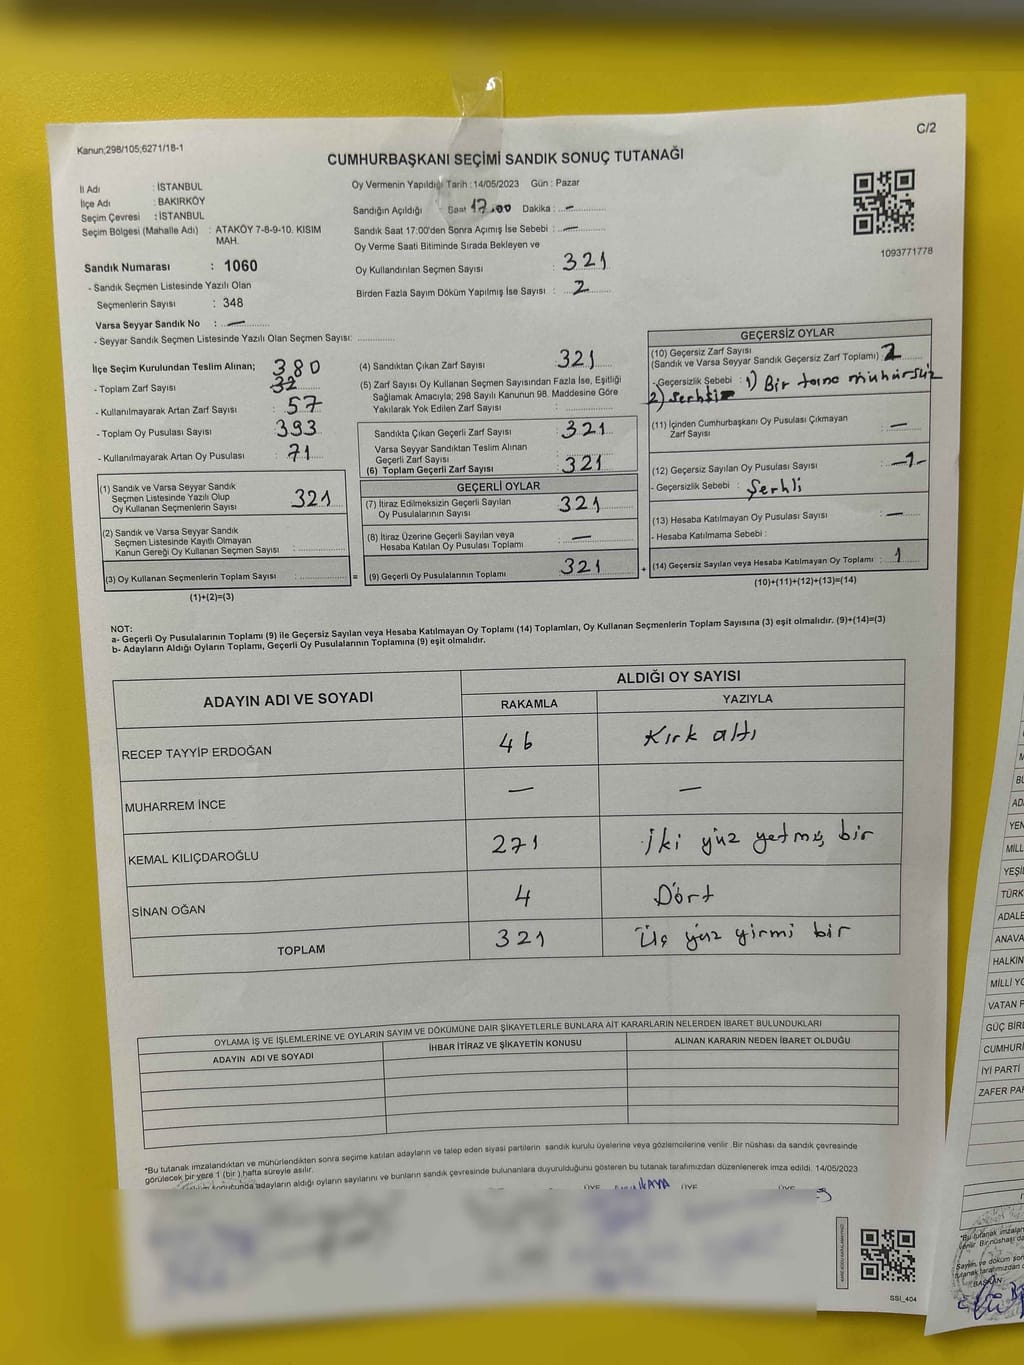 C/2
Kanun;298/105;6271/18-1
CUMHURBAŞKANI SEÇİMİ SANDIK SONUÇ TUTANAĞI
İl Adı : İSTANBUL
İlçe Adı : BAKIRKÖY
Seçim Çevresi : İSTANBUL
Seçim Bölgesi (Mahalle Adı) : ATAKÖY 7-8-9-10. KISIM
MAH.
Sandık Numarası : 1060
- Sandık Seçmen Listesinde Yazılı Olan
Seçmenlerin Sayısı : 348
Varsa Seyyar Sandık No : —
- Seyyar Sandık Seçmen Listesinde Yazılı Olan Seçmen Sayısı:
Oy Vermenin Yapıldığı Tarih : 14/05/2023 Gün : Pazar
Sandığın Açıldığı Saat 17.00 Dakika : —
Sandık Saat 17:00'den Sonra Açımış İse Sebebi : —
Oy Verme Saati Bitiminde Sırada Bekleyen ve
Oy Kullandırılan Seçmen Sayısı : 321
Birden Fazla Sayım Döküm Yapılmış İse Sayısı : 2
1093771778
İlçe Seçim Kurulundan Teslim Alınan; 380
- Toplam Zarf Sayısı 32
- Kullanılmayarak Artan Zarf Sayısı : 57
- Toplam Oy Pusulası Sayısı : 393
- Kullanılmayarak Artan Oy Pusulası : 71
(1) Sandık ve Varsa Seyyar Sandık
Seçmen Listesinde Yazılı Olup
Oy Kullanan Seçmenlerin Sayısı : 321
(2) Sandık ve Varsa Seyyar Sandık
Seçmen Listesinde Kayıtlı Olmayan
Kanun Gereği Oy Kullanan Seçmen Sayısı :
(3) Oy Kullanan Seçmenlerin Toplam Sayısı : =
(1)+(2)=(3)
(4) Sandıktan Çıkan Zarf Sayısı : 321
(5) Zarf Sayısı Oy Kullanan Seçmen Sayısından Fazla İse, Eşitliği
Sağlamak Amacıyla; 298 Sayılı Kanunun 98. Maddesine Göre
Yakılarak Yok Edilen Zarf Sayısı :
Sandıkta Çıkan Geçerli Zarf Sayısı : 321
Varsa Seyyar Sandıktan Teslim Alınan
Geçerli Zarf Sayısı :
(6) Toplam Geçerli Zarf Sayısı : 321
GEÇERLİ OYLAR
(7) İtiraz Edilmeksizin Geçerli Sayılan
Oy Pusulalarının Sayısı : 321
(8) İtiraz Üzerine Geçerli Sayılan veya
Hesaba Katılan Oy Pusulası Toplamı : —
(9) Geçerli Oy Pusulalarının Toplamı : 321 +
GEÇERSİZ OYLAR
(10) Geçersiz Zarf Sayısı
(Sandık ve Varsa Seyyar Sandık Geçersiz Zarf Toplamı) : 2
- Geçersizlik Sebebi : 1) Bir tane mühürsüz
2) şerhli
(11) İçinden Cumhurbaşkanı Oy Pusulası Çıkmayan
Zarf Sayısı : —
(12) Geçersiz Sayılan Oy Pusulası Sayısı : -1-
- Geçersizlik Sebebi : Şerhli
(13) Hesaba Katılmayan Oy Pusulası Sayısı : —
- Hesaba Katılmama Sebebi :
(14) Geçersiz Sayılan veya Hesaba Katılmayan Oy Toplamı : 1
(10)+(11)+(12)+(13)=(14)
NOT:
a- Geçerli Oy Pusulalarının Toplamı (9) ile Geçersiz Sayılan veya Hesaba Katılmayan Oy Toplamı (14) Toplamları, Oy Kullanan Seçmenlerin Toplam Sayısına (3) eşit olmalıdır. (9)+(14)=(3)
b- Adayların Aldığı Oyların Toplamı, Geçerli Oy Pusulalarının Toplamına (9) eşit olmalıdır.
ADAYIN ADI VE SOYADI ALDIĞI OY SAYISI
RAKAMLA YAZIYLA
RECEP TAYYİP ERDOĞAN 46 Kırk altı
MUHARREM İNCE — —
KEMAL KILIÇDAROĞLU 271 İki yüz yetmiş bir
SİNAN OĞAN 4 Dört
TOPLAM 321 Üç yüz yirmi bir
OYLAMA İŞ VE İŞLEMLERİNE VE OYLARIN SAYIM VE DÖKÜMÜNE DAİR ŞİKAYETLERLE BUNLARA AİT KARARLARIN NELERDEN İBARET BULUNDUKLARI
ADAYIN ADI VE SOYADI İHBAR İTİRAZ VE ŞİKAYETİN KONUSU ALINAN KARARIN NEDEN İBARET OLDUĞU
*Bu tutanak imzalandıktan ve mühürlendikten sonra seçime katılan adayların ve talep eden siyasi partilerin sandık kurulu üyelerine veya gözlemcilerine verilir .Bir nüshası da sandık çevresinde
görülecek bir yere 1 (bir ) hafta süreyle asılır.
adayların aldığı oyların sayılarını ve bunların sandık çevresinde bulunanlara duyurulduğunu gösteren bu tutanak tarafımızdan düzenlenerek imza edildi. 14/05/2023
ÜYE ÜYE ÜYE
SSI_404
YEN
MİLL
YEŞİL
TÜRK
ADALE
ANAVA
HALKIN
MİLLİ YO
VATAN P
GÜÇ BİRL
CUMHURİ
İYİ PARTİ
ZAFER PAR
BAŞKAN